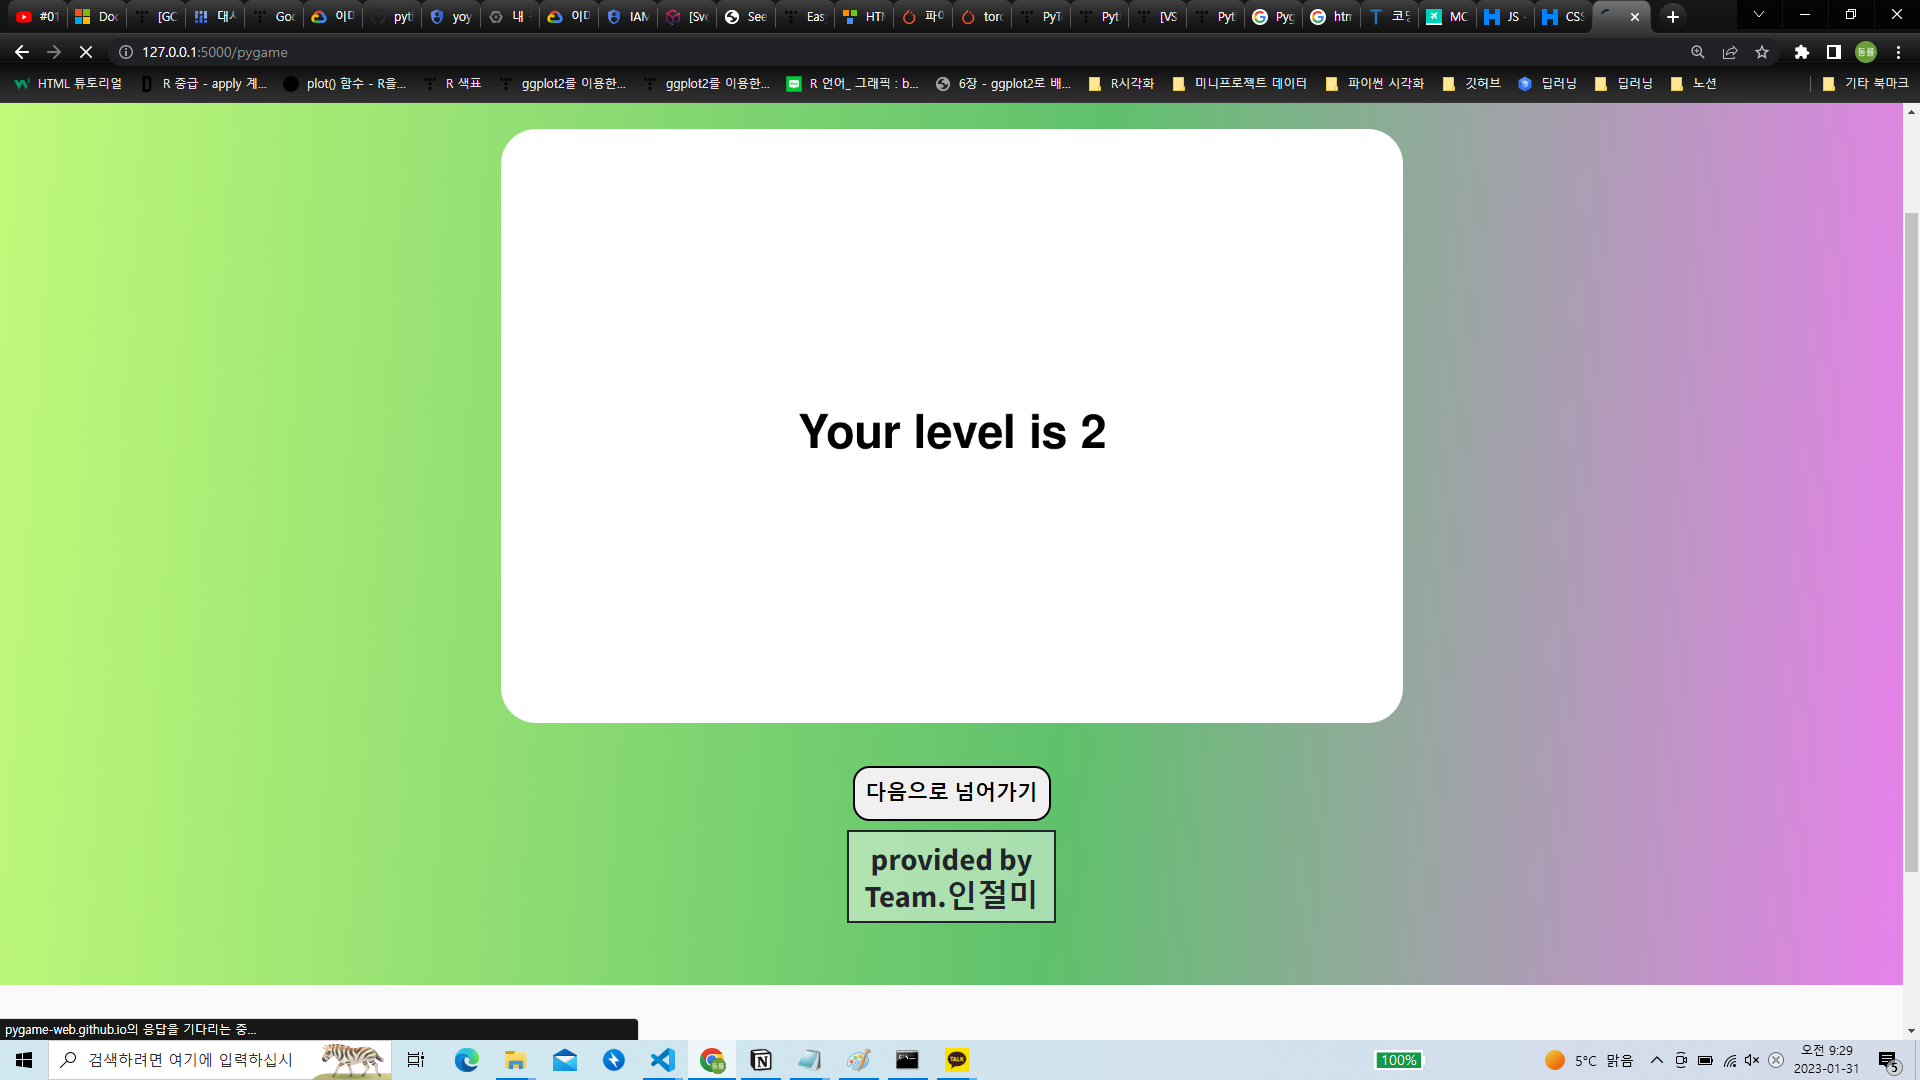 #01 Doc [GC 대시 Goo 이미 pyth yoy 내 이미 IAM [Sve See Eas HTM 파이 torc PyTo Pyt [VS Pyt Pyg htm 코딩 MO JS - CSS
127.0.0.1:5000/pygame
HTML 튜토리얼 R 중급 - apply 계... plot() 함수 - R을... R 색표 ggplot2를 이용한... ggplot2를 이용한... R 언어_ 그래픽 : b... 6장 - ggplot2로 배... R시각화 미니프로젝트 데이터 파이썬 시각화 깃허브 딥러닝 딥러닝 노션 기타 북마크
Your level is 2
다음으로 넘어가기
provided by
Team.인절미
pygame-web.github.io의 응답을 기다리는 중...
검색하려면 여기에 입력하십시 100% 5°C 맑음 오전 9:29
2023-01-31 5